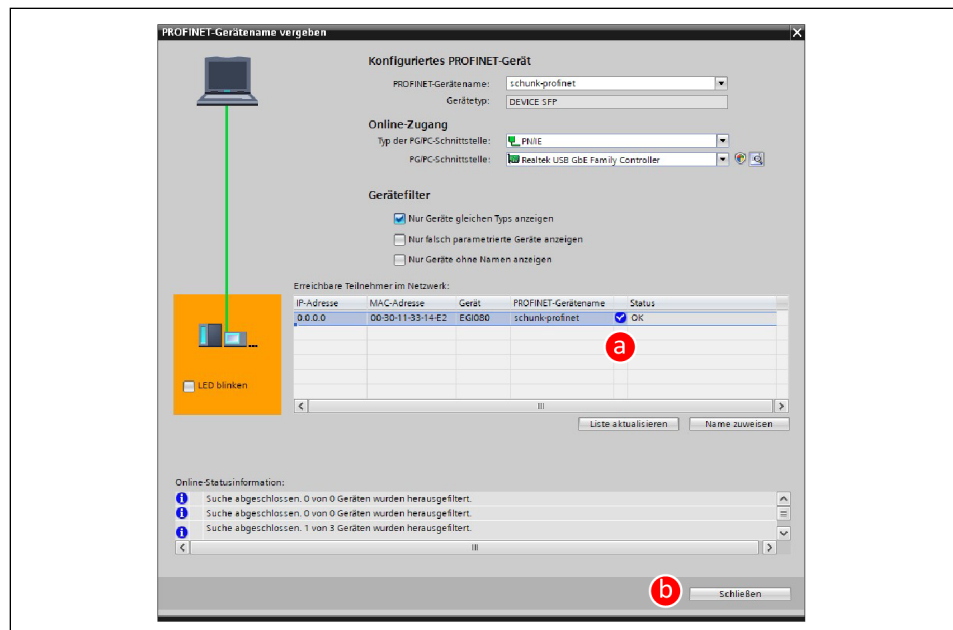 PROFINET-Gerätename vergeben
Konfiguriertes PROFINET-Gerät
PROFINET-Gerätename: schunk-profinet
Gerätetyp: DEVICE SFP
Online-Zugang
Typ der PG/PC-Schnittstelle: PN/IE
PG/PC-Schnittstelle: Realtek USB GbE Family Controller
Gerätefilter
Nur Geräte gleichen Typs anzeigen
Nur falsch parametrierte Geräte anzeigen
Nur Geräte ohne Namen anzeigen
Erreichbare Teilnehmer im Netzwerk:
IP-Adresse MAC-Adresse Gerät PROFINET-Gerätename Status
0.0.0.0 00-30-11-33-14-E2 EGI080 schunk-profinet OK
a
LED blinken
Liste aktualisieren Name zuweisen
Online-Statusinformation:
Suche abgeschlossen. 0 von 0 Geräten wurden herausgefiltert.
Suche abgeschlossen. 0 von 0 Geräten wurden herausgefiltert.
Suche abgeschlossen. 1 von 3 Geräten wurden herausgefiltert.
b Schließen